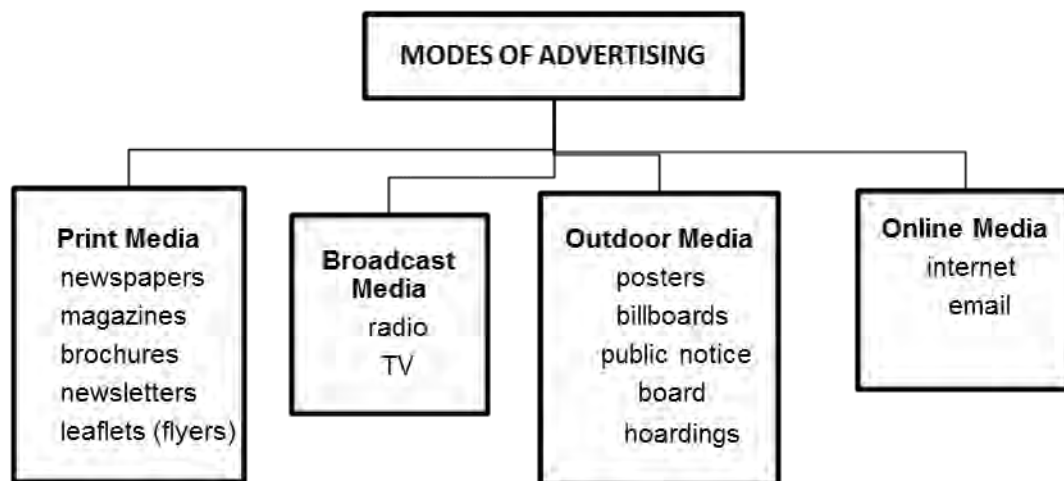 MODES OF ADVERTISING
Print Media
newspapers
magazines
brochures
newsletters
leaflets (flyers)
Broadcast
Media
radio
TV
Outdoor Media
posters
billboards
public notice
board
hoardings
Online Media
internet
email